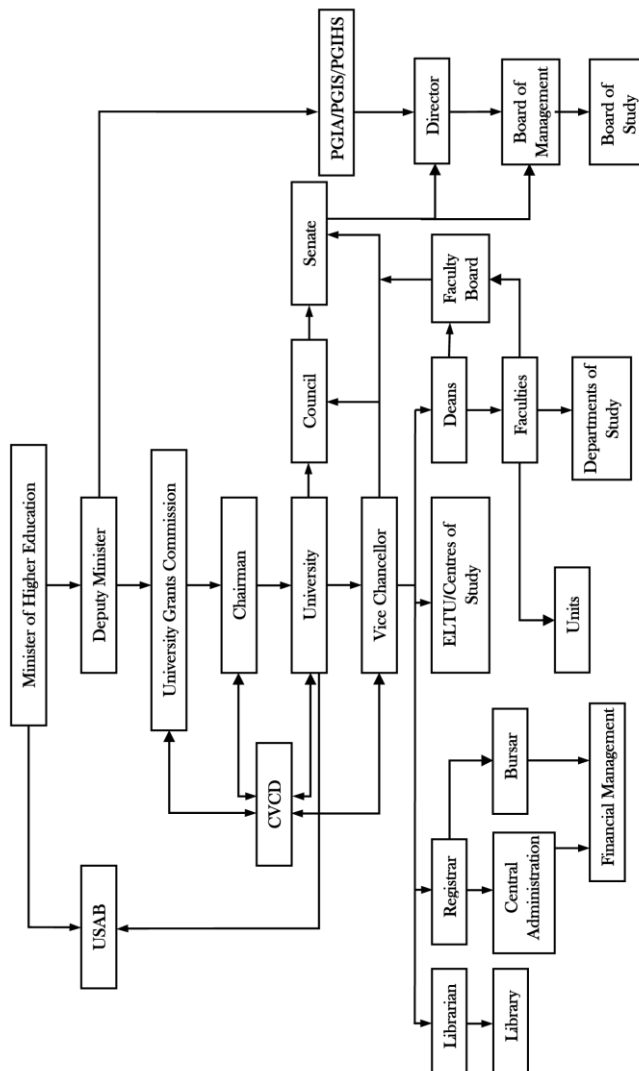 Minister of Higher Education
USAB
Deputy Minister
PGIA/PGIS/PGIHS
University Grants Commission
CVCD
Chairman
University
Council
Senate
Director
Vice Chancellor
Librarian
Registrar
ELTU/Centres of
Study
Deans
Faculty
Board
Board of
Management
Library
Central
Administration
Bursar
Faculties
Board of
Study
Units
Departments of
Study
Financial Management